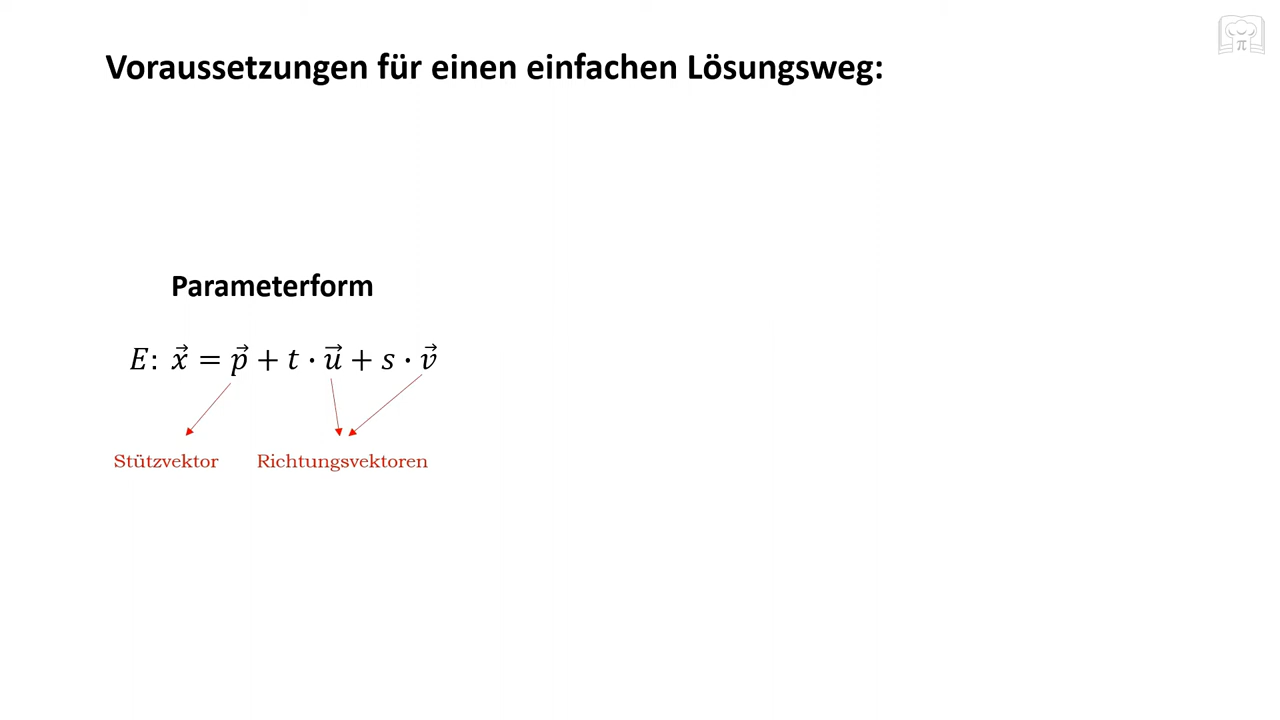 Voraussetzungen für einen einfachen Lösungsweg:
Parameterform
E: x⃗ = p⃗ + t · u⃗ + s · v⃗
Stützvektor Richtungsvektoren
π